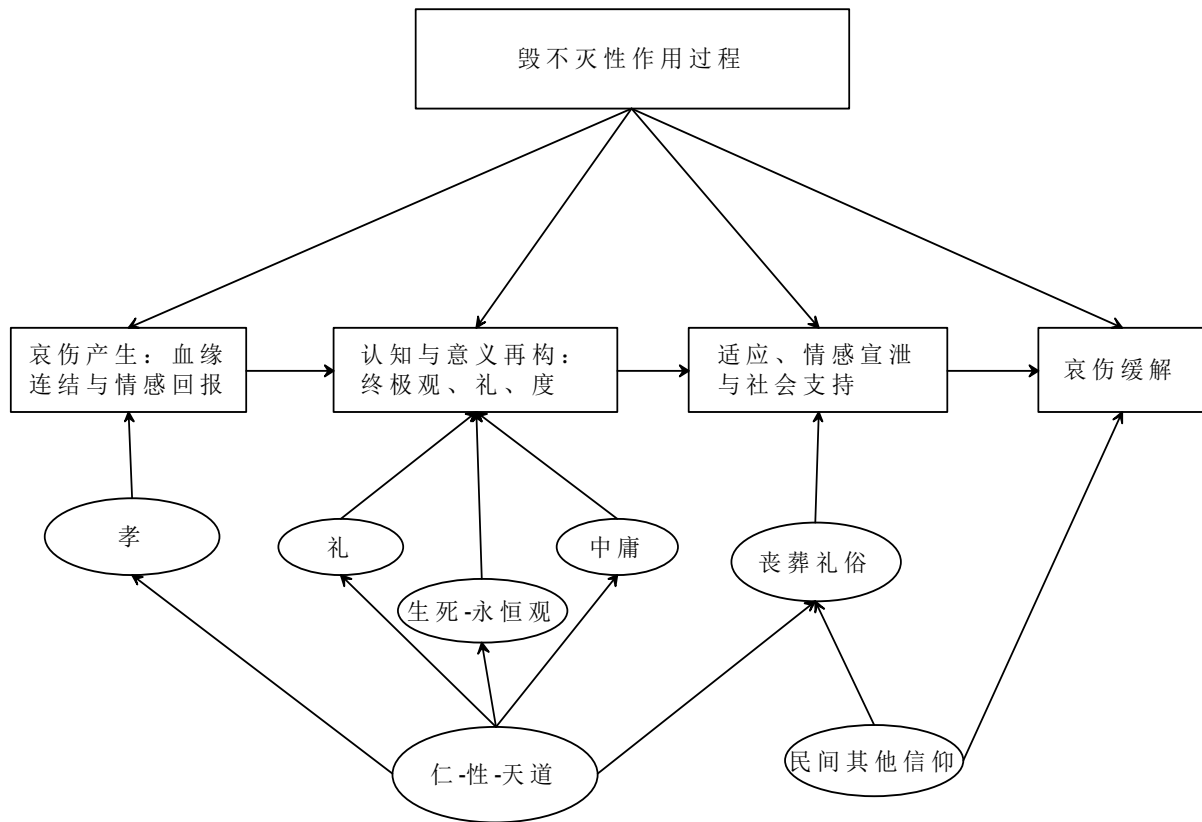 毁不灭性作用过程
哀伤产生：血缘
连结与情感回报
认知与意义再构：
终极观、礼、度
适应、情感宣泄
与社会支持
哀伤缓解
孝
礼
中庸
丧葬礼俗
生死-永恒观
仁-性-天道
民间其他信仰